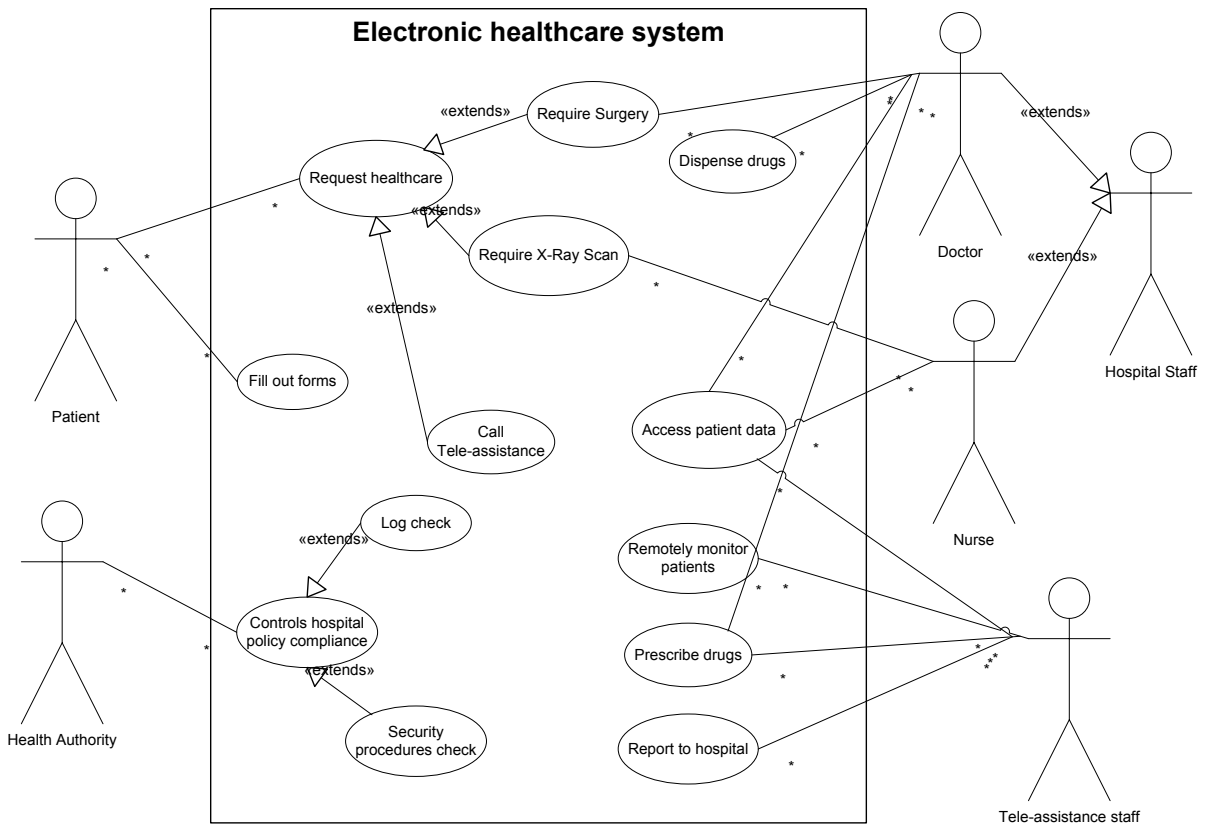 Electronic healthcare system
«extends»
Require Surgery
*
*
*
*
*
«extends»
Dispense drugs
*
Request healthcare
*
«extends»
Require X-Ray Scan
*
Doctor
«extends»
*
*
«extends»
Hospital Staff
*
Fill out forms
*
*
*
Patient
Access patient data
*
Call
Tele-assistance
*
Log check
«extends»
Remotely monitor
patients
Nurse
*
*
*
Controls hospital
policy compliance
*
Prescribe drugs
*
*
*
*
*
«extends»
Health Authority
Security
procedures check
Report to hospital
*
Tele-assistance staff